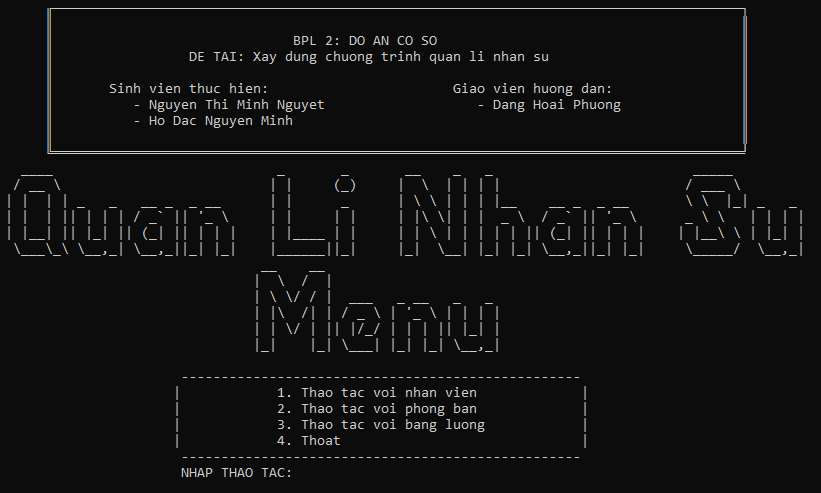 BPL 2: DO AN CO SO
DE TAI: Xay dung chuong trinh quan li nhan su
Sinh vien thuc hien:
- Nguyen Thi Minh Nguyet
- Ho Dac Nguyen Minh
Giao vien huong dan:
- Dang Hoai Phuong
Quan Li Nhan Su
Menu
1. Thao tac voi nhan vien
2. Thao tac voi phong ban
3. Thao tac voi bang luong
4. Thoat
NHAP THAO TAC: